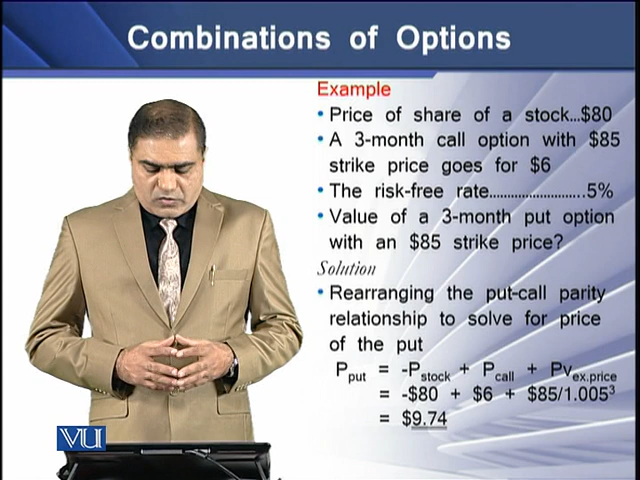 Combinations of Options
Example
• Price of share of a stock...$80
• A 3-month call option with $85
strike price goes for $6
• The risk-free rate..........................5%
• Value of a 3-month put option
with an $85 strike price?
Solution
• Rearranging the put-call parity
relationship to solve for price
of the put
Pput = -Pstock + Pcall + Pvex.price
= -$80 + $6 + $85/1.005³
= $9.74
VU